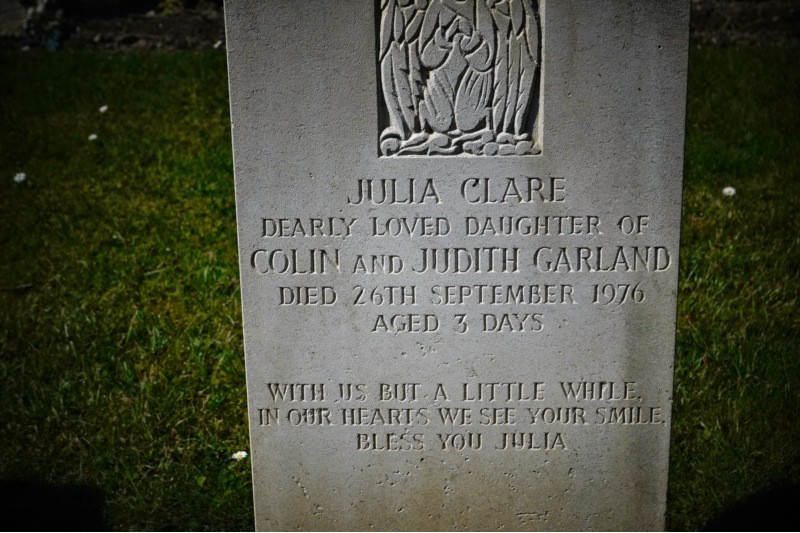 JULIA CLARE
DEARLY LOVED DAUGHTER OF
COLIN AND JUDITH GARLAND
DIED 26TH SEPTEMBER 1976
AGED 3 DAYS
WITH US BUT A LITTLE WHILE,
IN OUR HEARTS WE SEE YOUR SMILE,
BLESS YOU JULIA